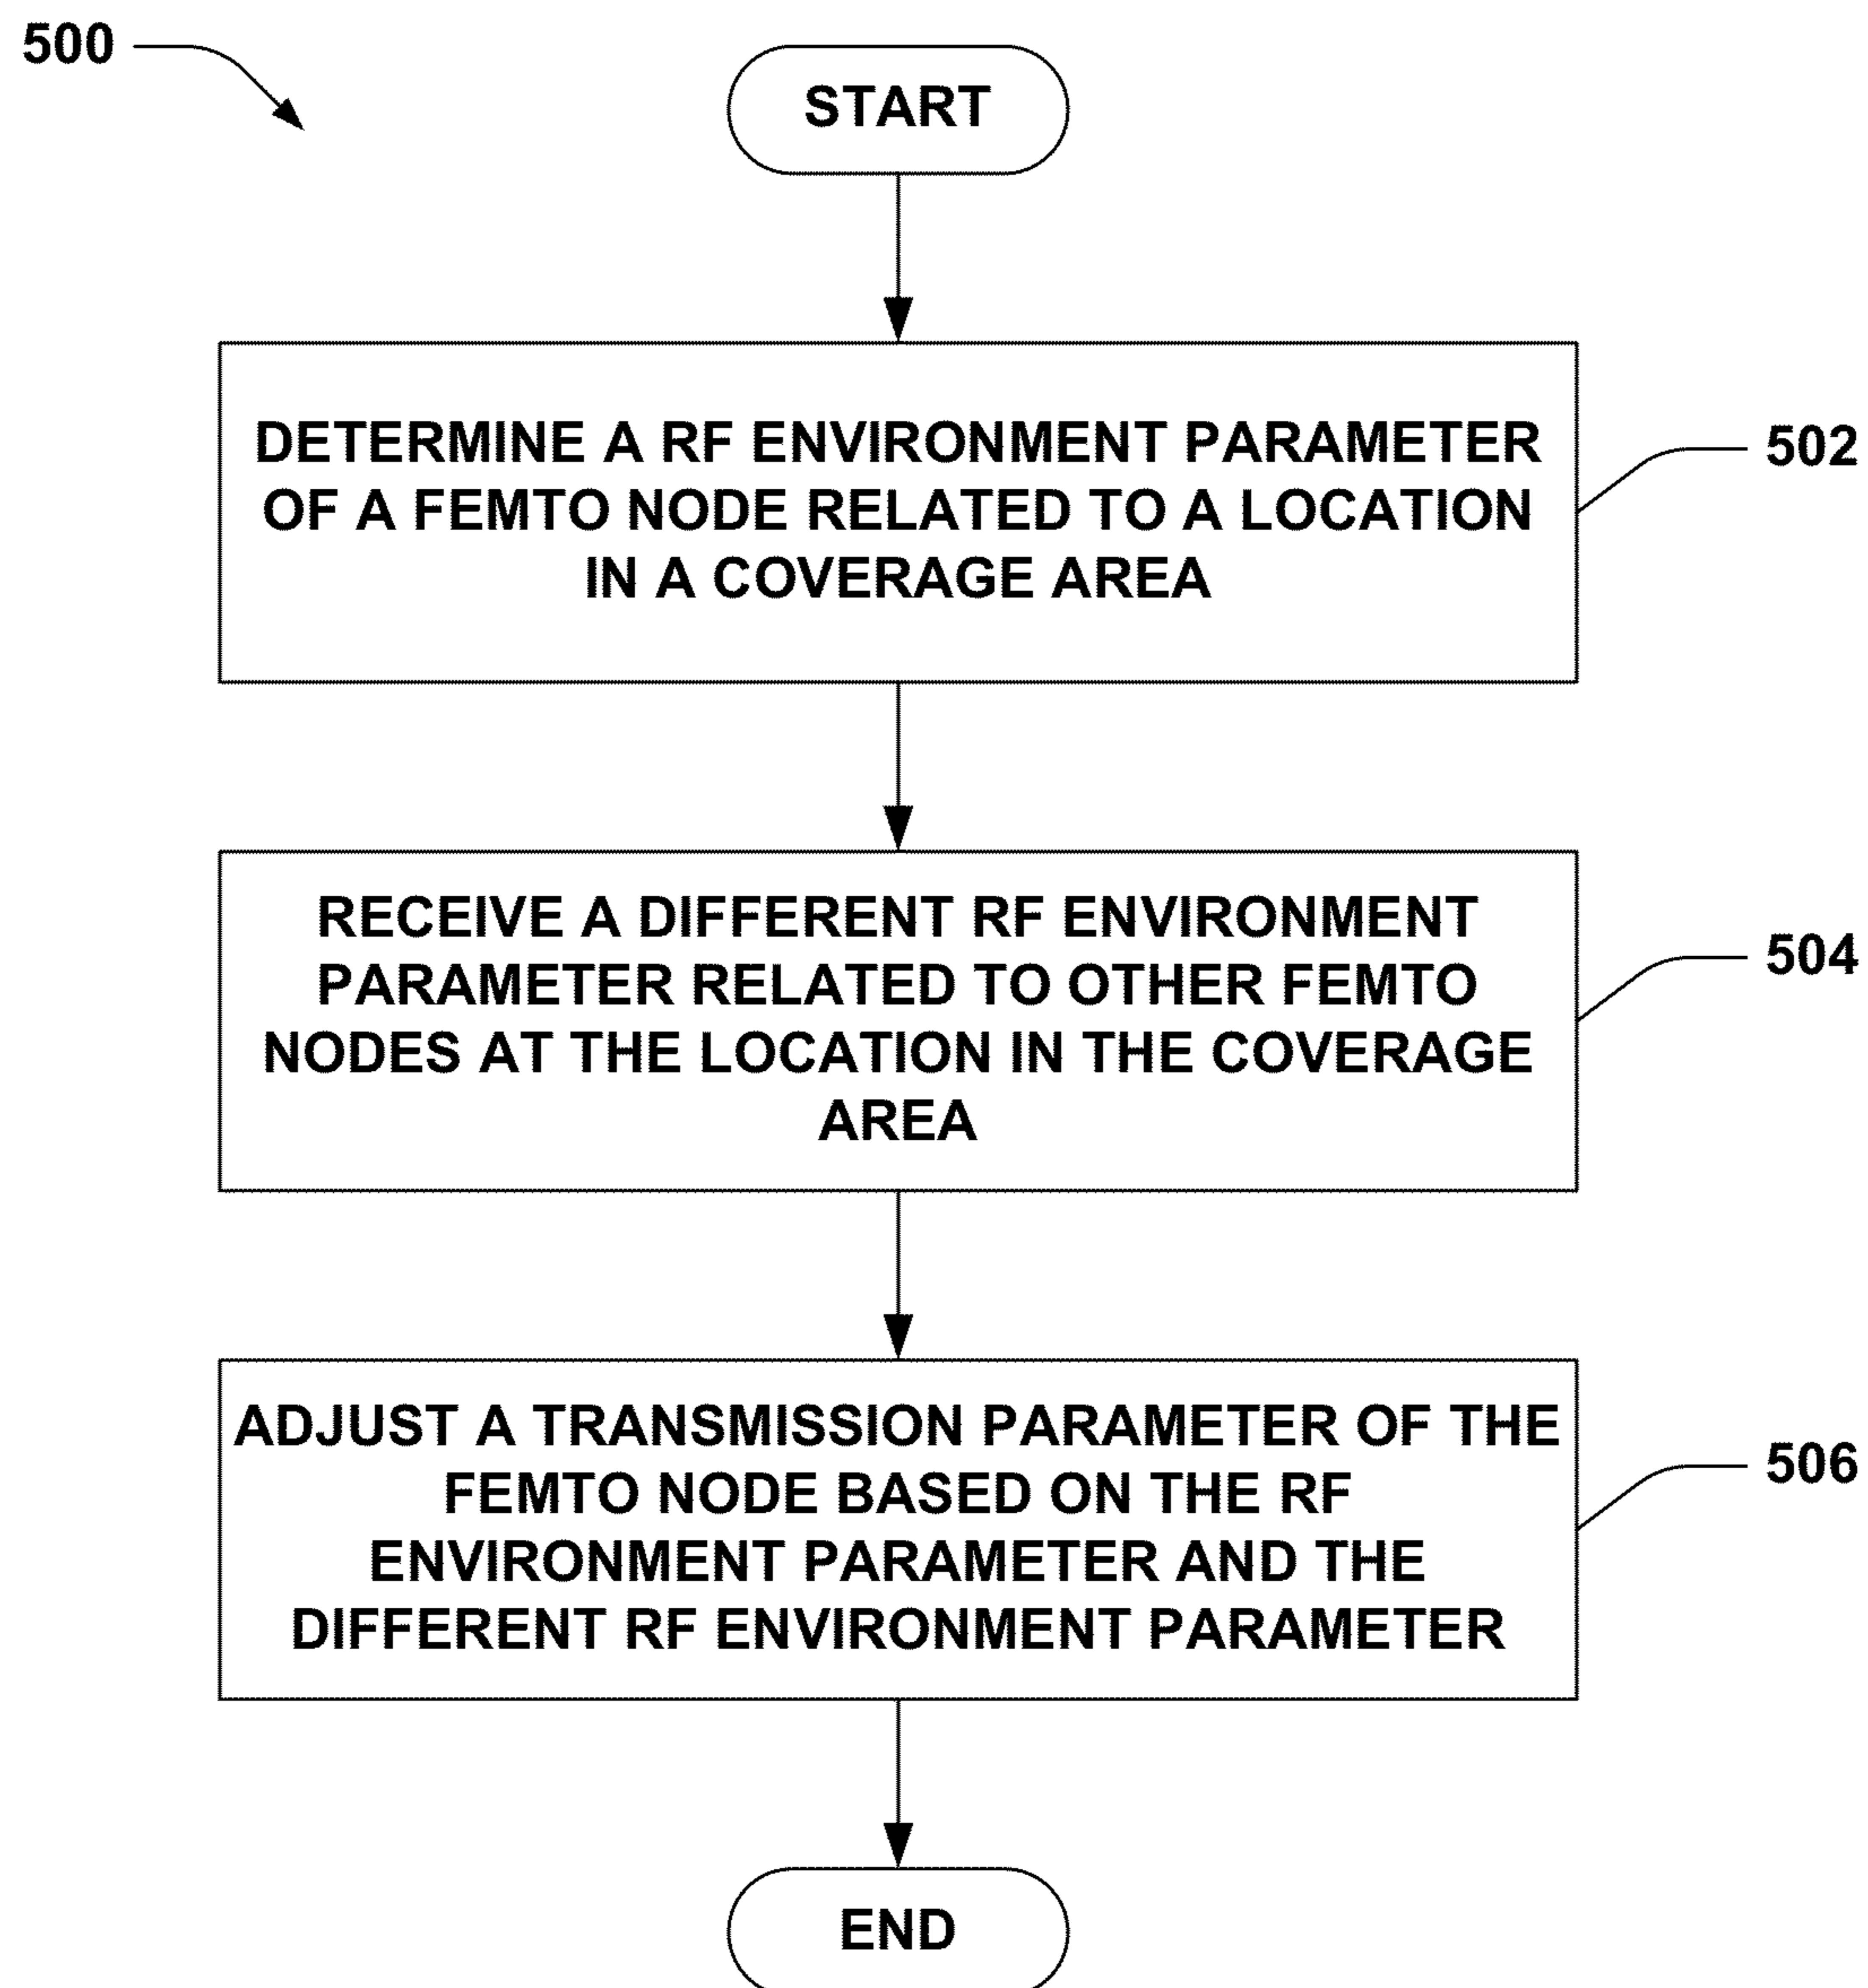 500
START
DETERMINE A RF ENVIRONMENT PARAMETER
OF A FEMTO NODE RELATED TO A LOCATION
IN A COVERAGE AREA
502
RECEIVE A DIFFERENT RF ENVIRONMENT
PARAMETER RELATED TO OTHER FEMTO
NODES AT THE LOCATION IN THE COVERAGE
AREA
504
ADJUST A TRANSMISSION PARAMETER OF THE
FEMTO NODE BASED ON THE RF
ENVIRONMENT PARAMETER AND THE
DIFFERENT RF ENVIRONMENT PARAMETER
506
END